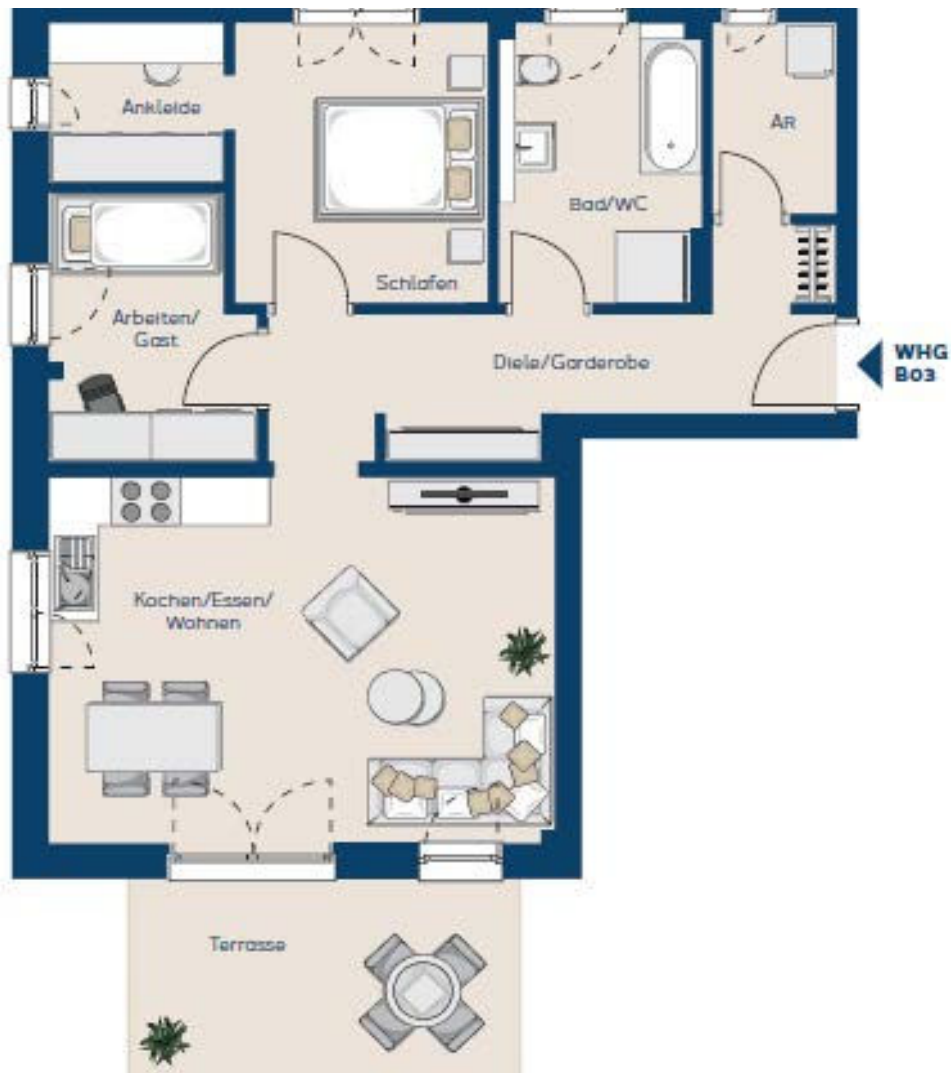 Ankleide
AR
Bad/WC
Schlafen
Arbeiten/
Gast
Diele/Garderobe
WHG
B03
Kochen/Essen/
Wohnen
Terrasse